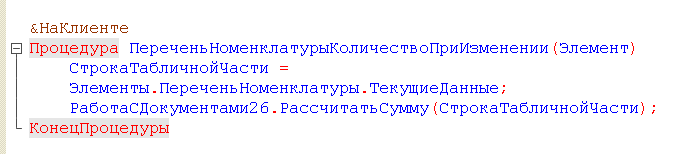 &НаКлиенте
Процедура ПереченьНоменклатурыКоличествоПриИзменении(Элемент)
СтрокаТабличнойЧасти =
Элементы.ПереченьНоменклатуры.ТекущиеДанные;
РаботаСДокументами26.РассчитатьСумму(СтрокаТабличнойЧасти);
КонецПроцедуры